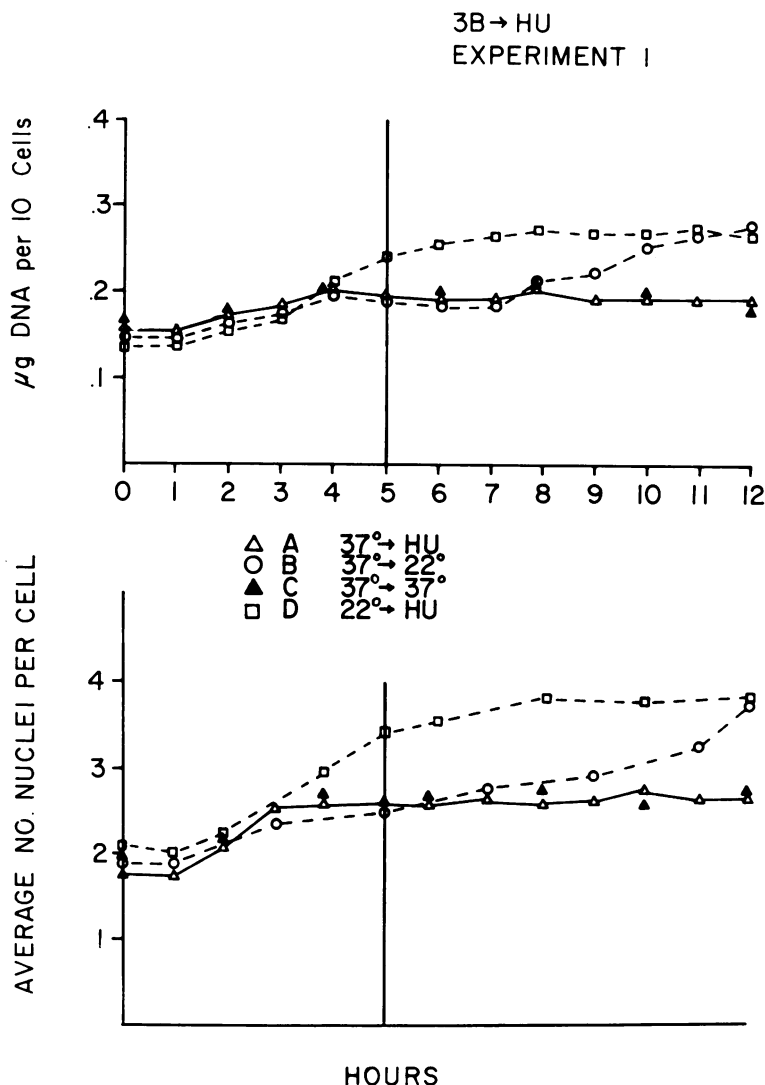 3B→ HU
EXPERIMENT I
µg DNA per 10 Cells
.4
.3
.2
.1
0 1 2 3 4 5 6 7 8 9 10 11 12
△ A 37°→ HU
○ B 37°→ 22°
▲ C 37°→ 37°
□ D 22°→ HU
AVERAGE NO. NUCLEI PER CELL
4
3
2
1
HOURS